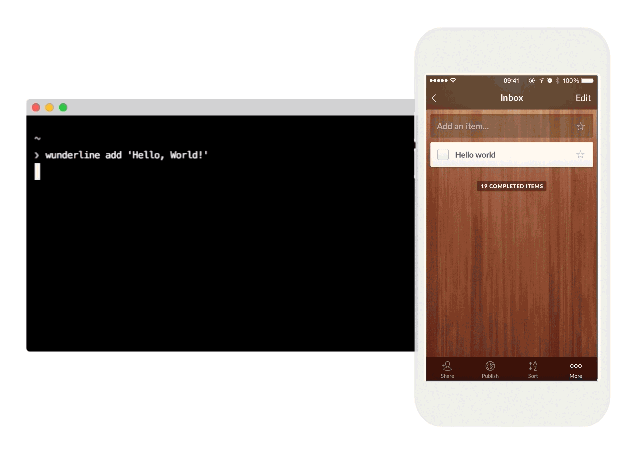 ~
❯ wunderline add 'Hello, World!'
09:41 100%
Inbox Edit
Add an item...
Hello world
19 COMPLETED ITEMS
Share Publish Sort More